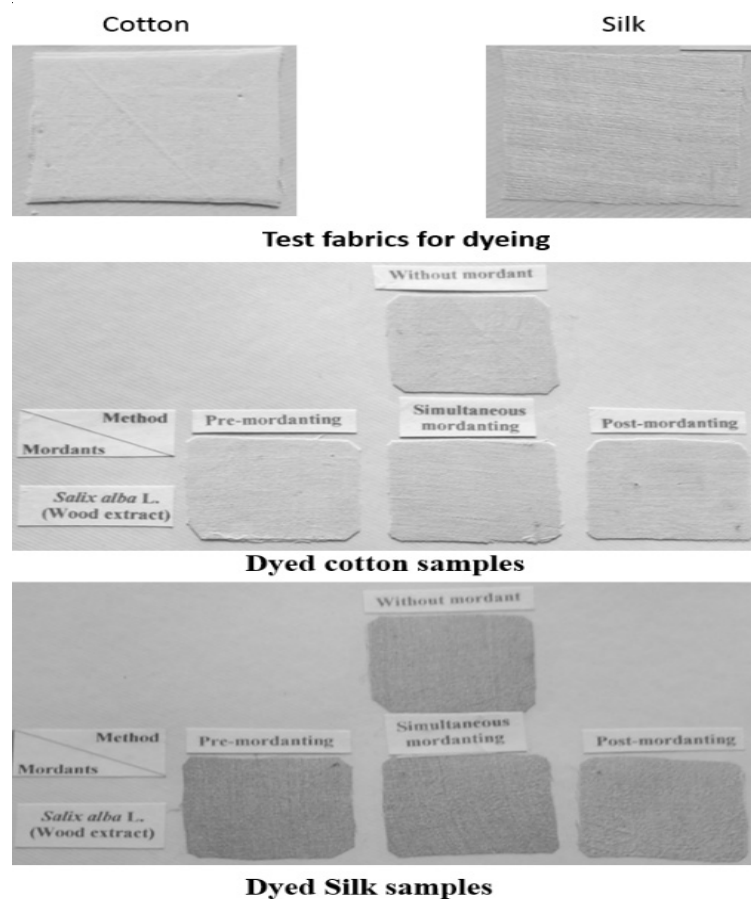 Cotton
Silk
Test fabrics for dyeing
Without mordant
Method
Mordants
Pre-mordanting
Simultaneous
mordanting
Post-mordanting
Salix alba L.
(Wood extract)
Dyed cotton samples
Without mordant
Method
Mordants
Pre-mordanting
Simultaneous
mordanting
Post-mordanting
Salix alba L.
(Wood extract)
Dyed Silk samples